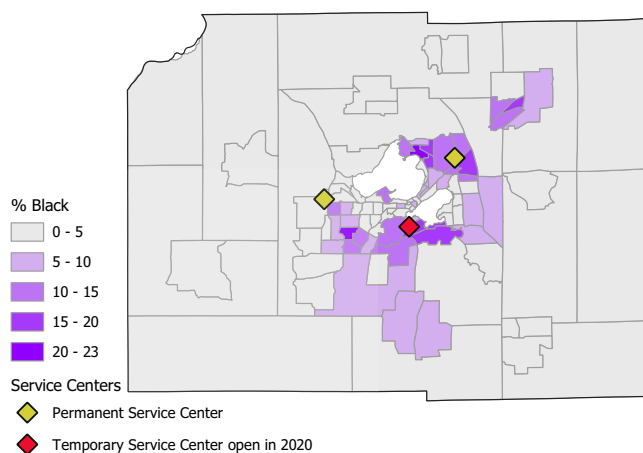 % Black
0 - 5
5 - 10
10 - 15
15 - 20
20 - 23
Service Centers
Permanent Service Center
Temporary Service Center open in 2020